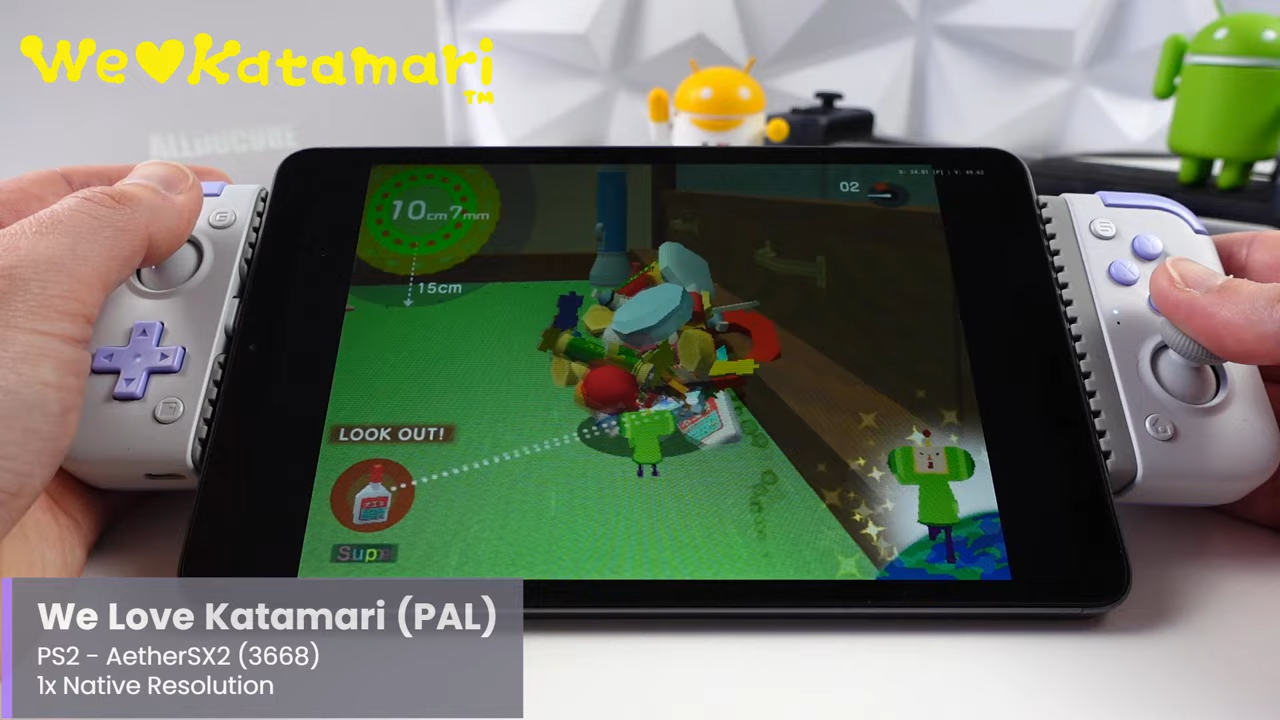 We♥Katamari
TM
ALLDOCUBE
02
10cm7mm
15cm
LOOK OUT!
Supe
We Love Katamari (PAL)
PS2 - AetherSX2 (3668)
1x Native Resolution